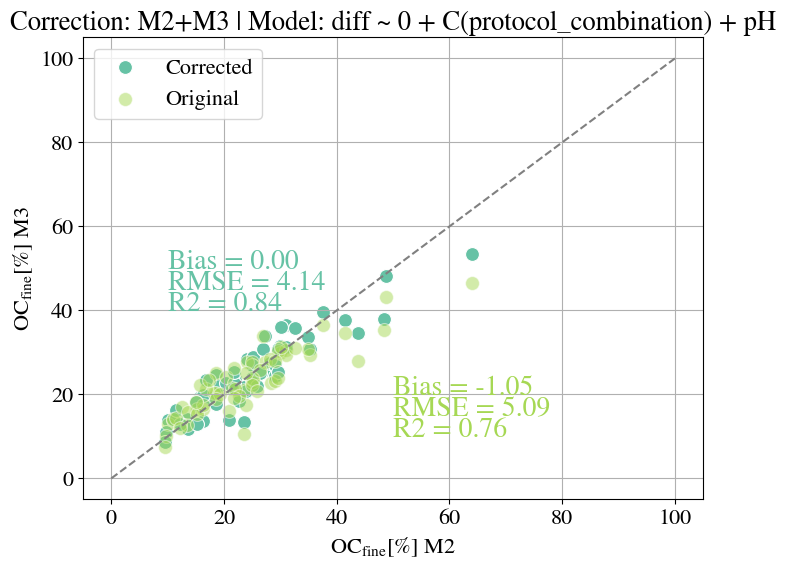 Correction: M2+M3 | Model: diff ~ 0 + C(protocol_combination) + pH
100
80
60
40
20
0
OCfine[%] M3
Corrected
Original
Bias = 0.00
RMSE = 4.14
R2 = 0.84
Bias = -1.05
RMSE = 5.09
R2 = 0.76
0 20 40 60 80 100
OCfine[%] M2